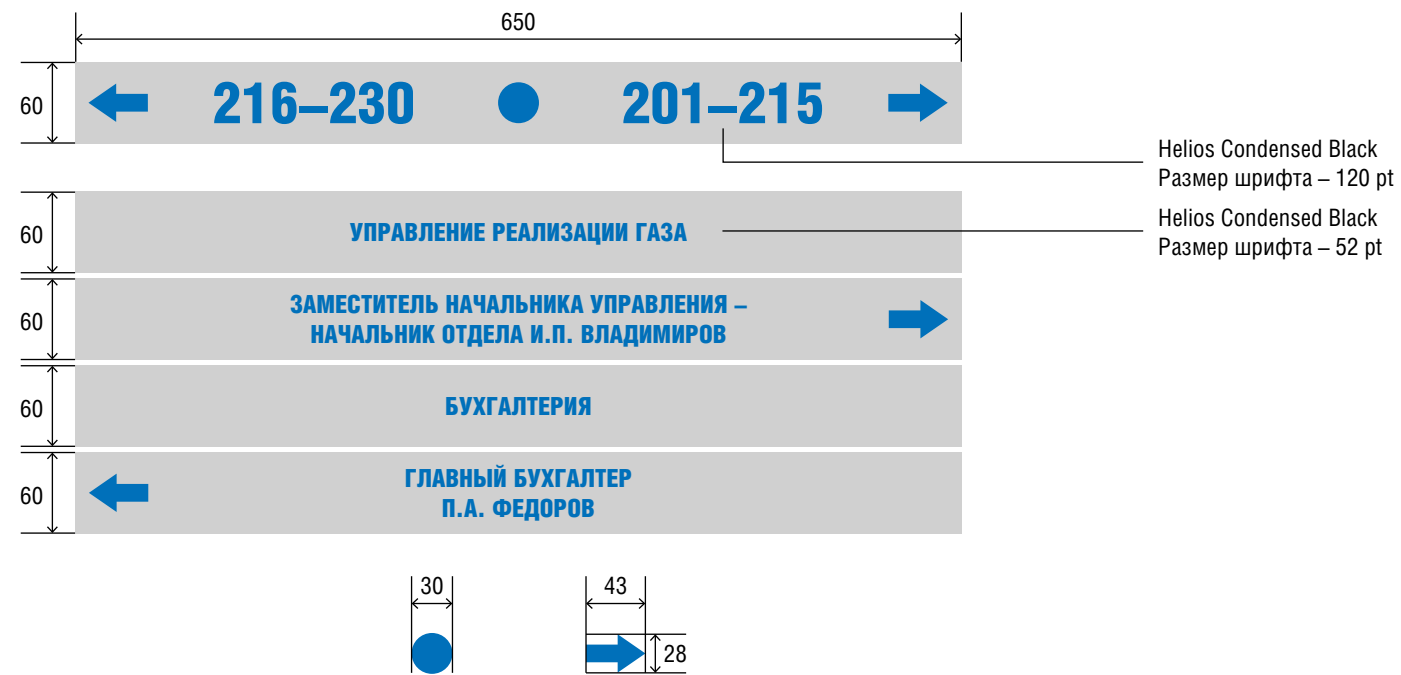 650
60
216–230
201–215
Helios Condensed Black
Размер шрифта – 120 pt
60
УПРАВЛЕНИЕ РЕАЛИЗАЦИИ ГАЗА
Helios Condensed Black
Размер шрифта – 52 pt
60
ЗАМЕСТИТЕЛЬ НАЧАЛЬНИКА УПРАВЛЕНИЯ –
НАЧАЛЬНИК ОТДЕЛА И.П. ВЛАДИМИРОВ
60
БУХГАЛТЕРИЯ
60
ГЛАВНЫЙ БУХГАЛТЕР
П.А. ФЕДОРОВ
30
43
28